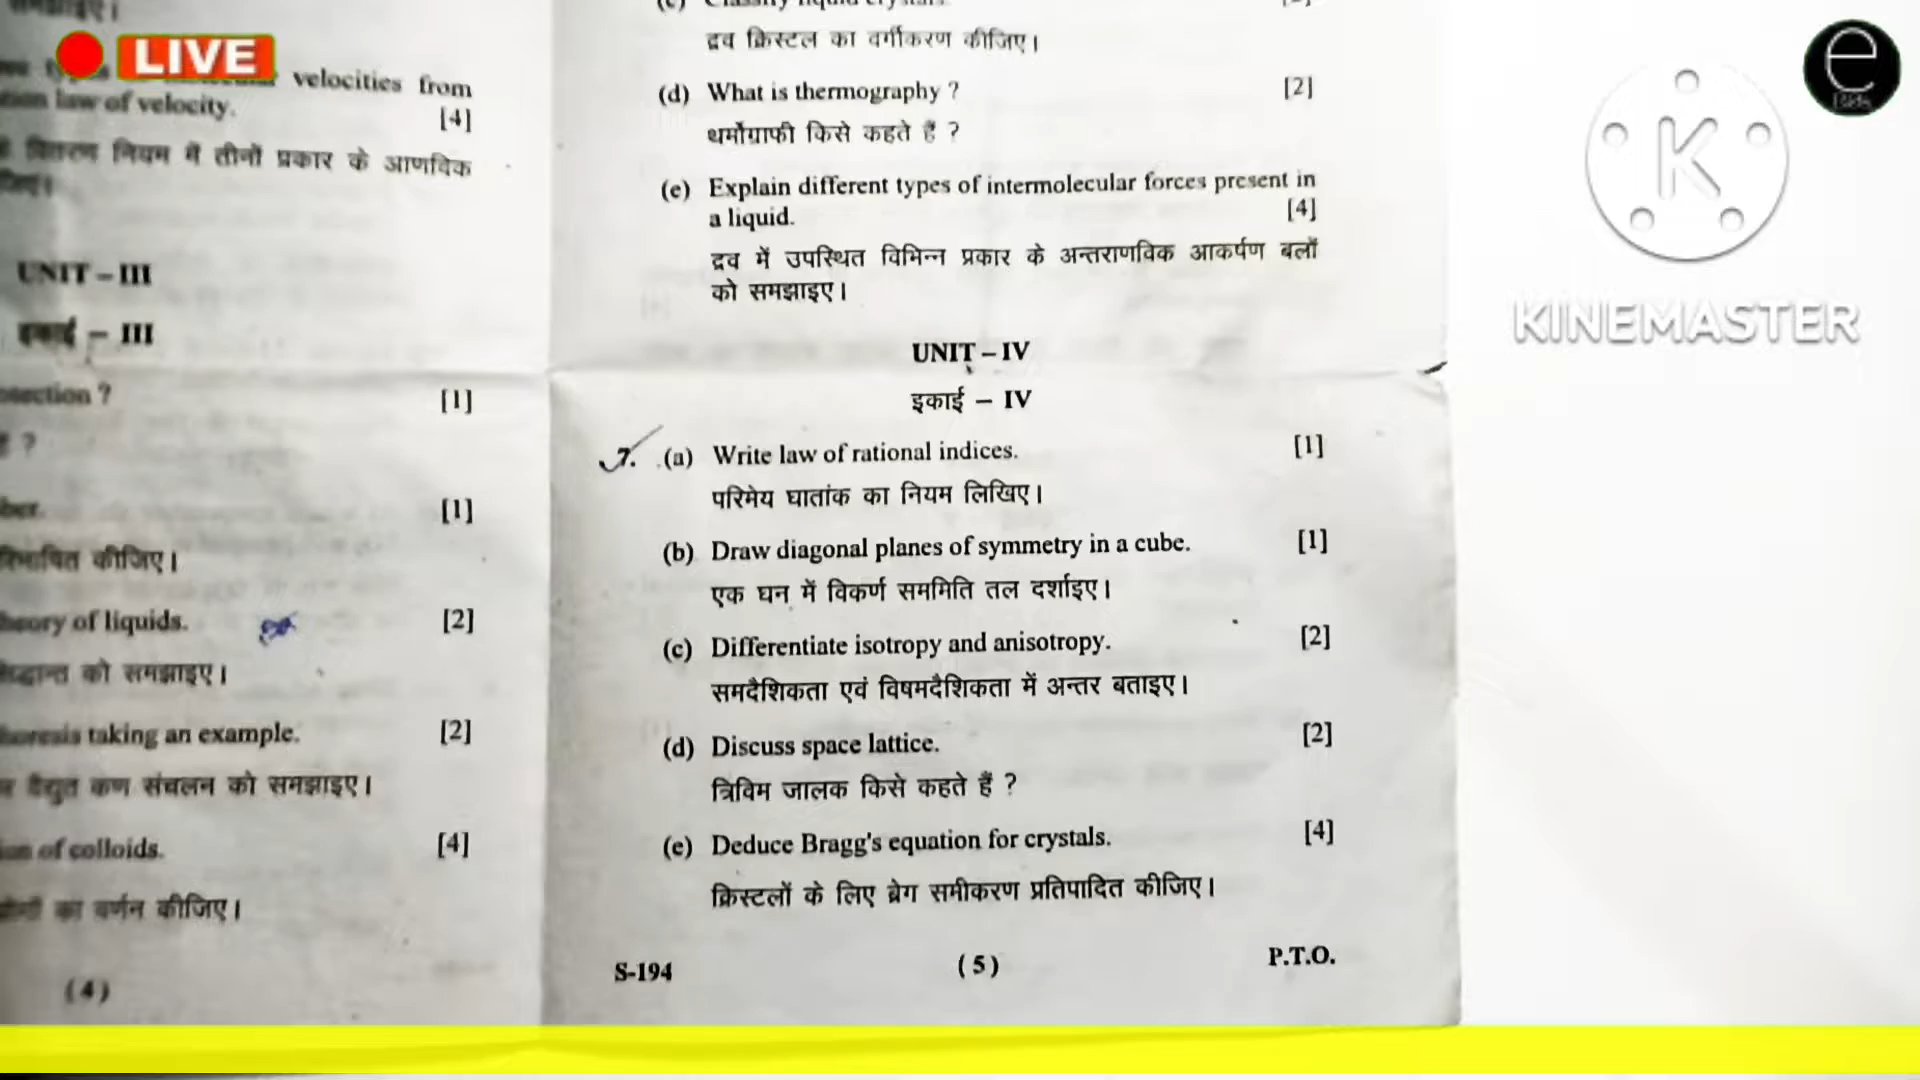 LIVE
velocities from
law of velocity.
[4]
नियम में तीनों प्रकार के आणविक
UNIT – III
इकाई – III
[1]
[1]
कीजिए।
of liquids.
[2]
को समझाइए।
taking an example.
[2]
कण संचलन को समझाइए।
of colloids.
[4]
का वर्णन कीजिए।
(4)
द्रव क्रिस्टल का वर्गीकरण कीजिए।
(d) What is thermography ? [2]
थर्मोग्राफी किसे कहते हैं ?
(e) Explain different types of intermolecular forces present in
a liquid. [4]
द्रव में उपस्थित विभिन्न प्रकार के अन्तराणविक आकर्षण बलों
को समझाइए।
UNIT – IV
इकाई – IV
7. (a) Write law of rational indices. [1]
परिमेय घातांक का नियम लिखिए।
(b) Draw diagonal planes of symmetry in a cube. [1]
एक घन में विकर्ण सममिति तल दर्शाइए।
(c) Differentiate isotropy and anisotropy. [2]
समदैशिकता एवं विषमदैशिकता में अन्तर बताइए।
(d) Discuss space lattice. [2]
त्रिविम जालक किसे कहते हैं ?
(e) Deduce Bragg's equation for crystals. [4]
क्रिस्टलों के लिए ब्रेग समीकरण प्रतिपादित कीजिए।
S-194 (5) P.T.O.
K
KINEMASTER
e